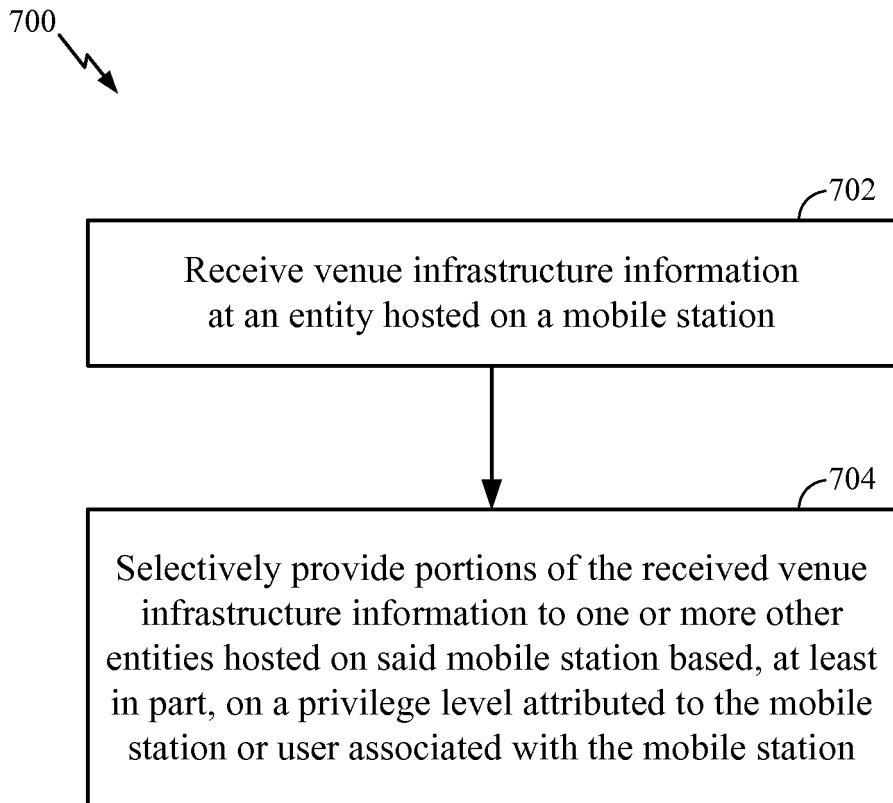 700
702
Receive venue infrastructure information
at an entity hosted on a mobile station
704
Selectively provide portions of the received venue
infrastructure information to one or more other
entities hosted on said mobile station based, at least
in part, on a privilege level attributed to the mobile
station or user associated with the mobile station